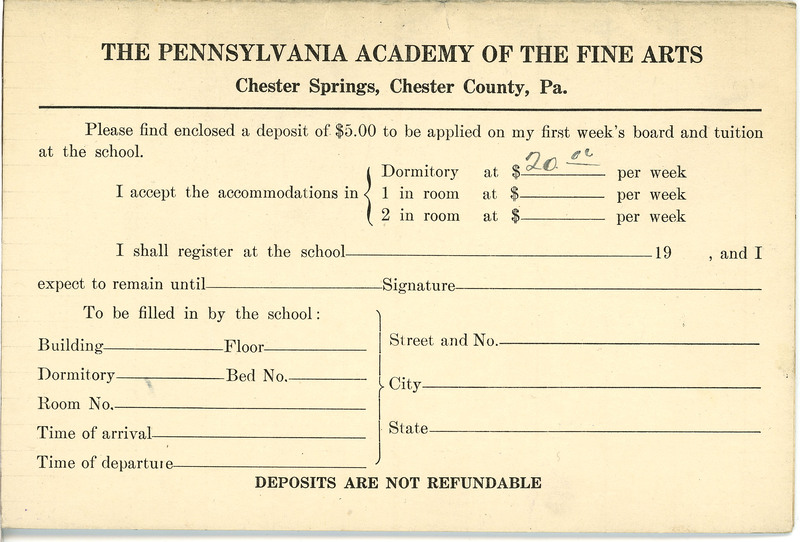 THE PENNSYLVANIA ACADEMY OF THE FINE ARTS
Chester Springs, Chester County, Pa.
Please find enclosed a deposit of $5.00 to be applied on my first week's board and tuition
at the school.
I accept the accommodations in
Dormitory at $20.00 per week
1 in room at $ per week
2 in room at $ per week
I shall register at the school 19 , and I
expect to remain until Signature
To be filled in by the school:
Building Floor
Dormitory Bed No.
Room No.
Time of arrival
Time of departure
Street and No.
City
State
DEPOSITS ARE NOT REFUNDABLE